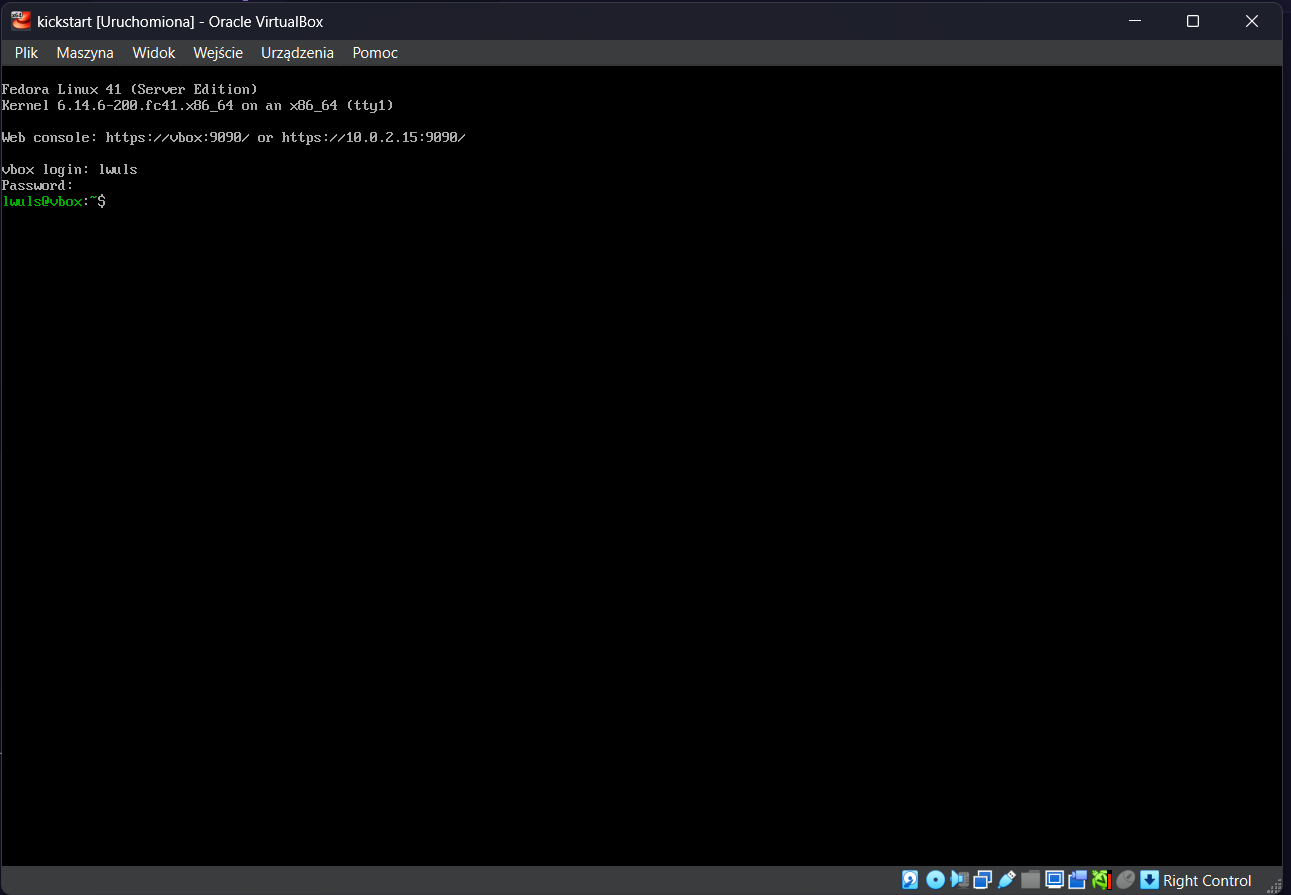 kickstart [Uruchomiona] - Oracle VirtualBox
Plik Maszyna Widok Wejście Urządzenia Pomoc
Fedora Linux 41 (Server Edition)
Kernel 6.14.6-200.fc41.x86_64 on an x86_64 (tty1)
Web console: https://vbox:9090/ or https://10.0.2.15:9090/
vbox login: lwuls
Password:
lwuls@vbox:~$
Right Control